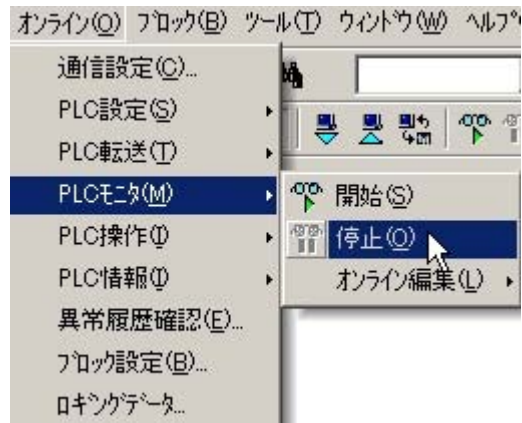 オンライン(O) ブロック(B) ツール(T) ウィンドウ(W) ヘルプ
通信設定(C)...
PLC設定(S)
PLC転送(T)
PLCモニタ(M)
開始(S)
停止(O)
オンライン編集(L)
PLC操作(I)
PLC情報(I)
異常履歴確認(E)...
ブロック設定(B)...
ロギングデータ...